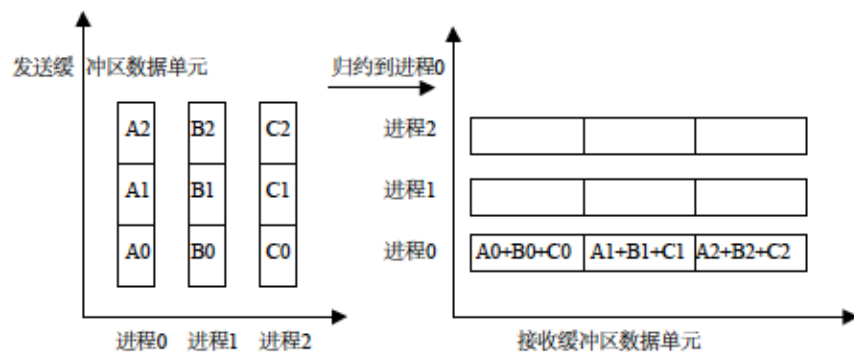 发送缓 冲区数据单元
A2 B2 C2
A1 B1 C1
A0 B0 C0
进程0 进程1 进程2
归约到进程0
进程2
进程1
进程0 A0+B0+C0 A1+B1+C1 A2+B2+C2
接收缓冲区数据单元